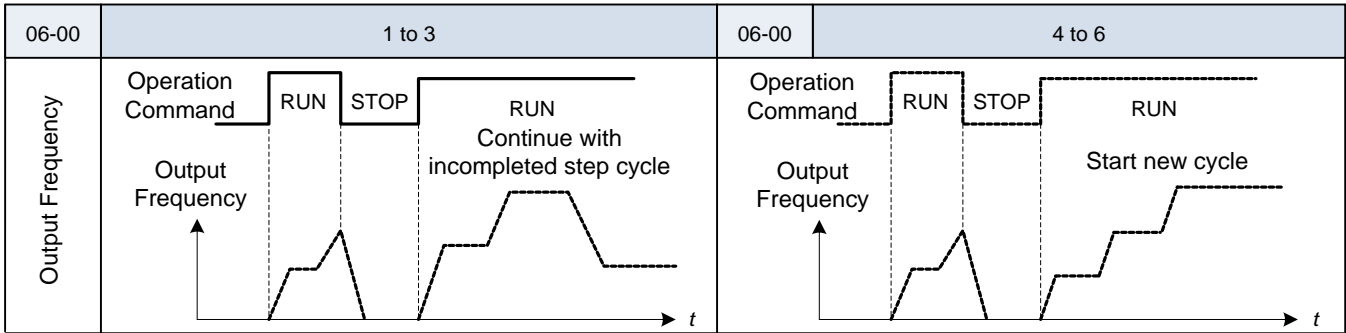 06-00
1 to 3
06-00
4 to 6
Output Frequency
Operation
Command
RUN
STOP
RUN
Continue with
incompleted step cycle
Output
Frequency
t
Operation
Command
RUN
STOP
RUN
Start new cycle
Output
Frequency
t